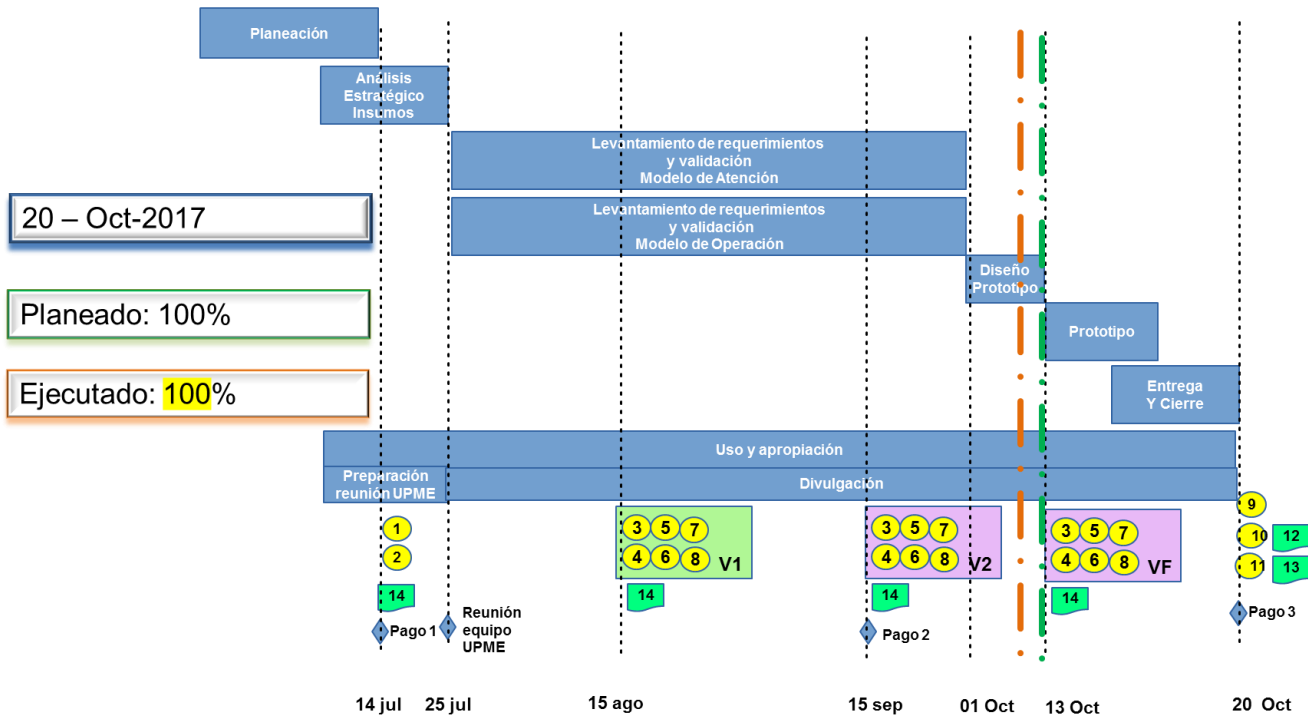 Planeación
Análisis
Estratégico
Insumos
Levantamiento de requerimientos
y validación
Modelo de Atención
20 – Oct-2017
Levantamiento de requerimientos
y validación
Modelo de Operación
Diseño
Prototipo
Planeado: 100%
Prototipo
Ejecutado: 100%
Entrega
Y Cierre
Uso y apropiación
Preparación
reunión UPME
Divulgación
1
2
14
3 5 7
4 6 8 V1
14
3 5 7
4 6 8 V2
14
3 5 7
4 6 8 VF
14
9
10 12
11 13
Pago 1
Reunión
equipo
UPME
Pago 2
Pago 3
14 jul
25 jul
15 ago
15 sep
01 Oct
13 Oct
20 Oct